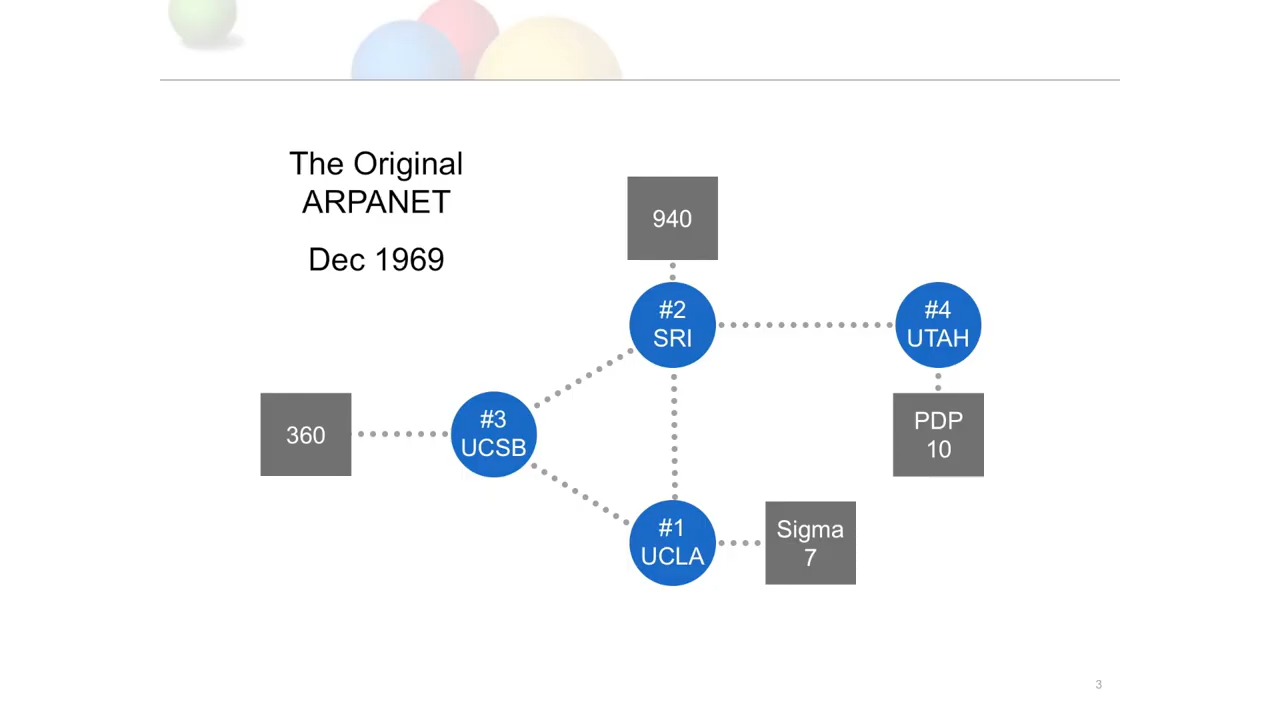 The Original
ARPANET
Dec 1969
940
#2
SRI
#4
UTAH
360
#3
UCSB
PDP
10
#1
UCLA
Sigma
7
3